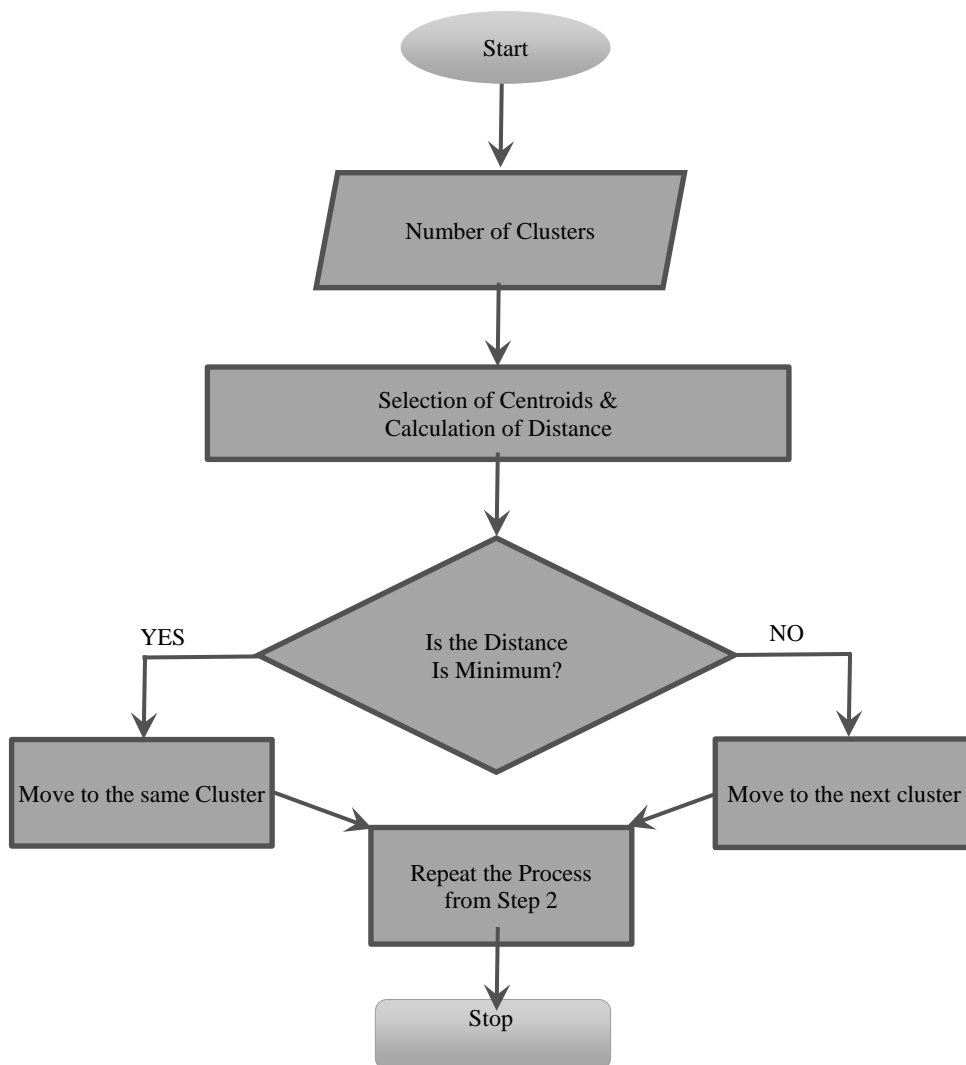 Start
Number of Clusters
Selection of Centroids &
Calculation of Distance
Is the Distance
Is Minimum?
YES
NO
Move to the same Cluster
Move to the next cluster
Repeat the Process
from Step 2
Stop